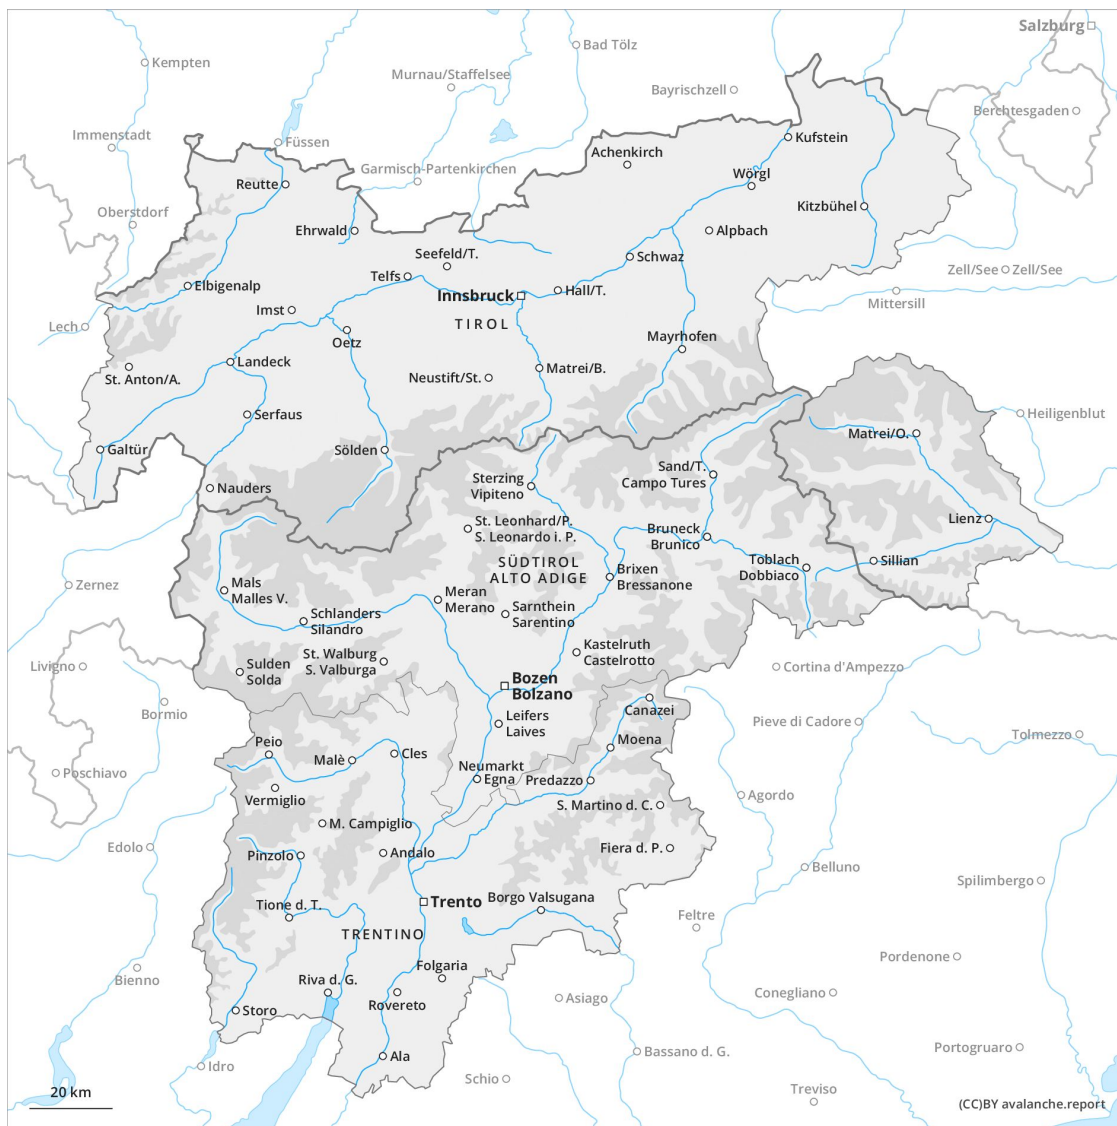 Salzburg
Kempten
Bad Tölz
Murnau/Staffelsee
Bayrischzell
Berchtesgaden
Immenstadt
Füssen
Kufstein
Achenkirch
Garmisch-Partenkirchen
Wörgl
Reutte
Oberstdorf
Kitzbühel
Ehrwald
Alpbach
Seefeld/T.
Schwaz
Telfs
Zell/See
Zell/See
Elbigenalp
Innsbruck
Hall/T.
Mittersill
Imst
TIROL
Lech
Oetz
Mayrhofen
Landeck
Matrei/B.
St. Anton/A.
Neustift/St.
Serfaus
Heiligenblut
Matrei/O.
Galtür
Sölden
Sand/T.
Campo Tures
Sterzing
Vipiteno
Nauders
Lienz
St. Leonhard/P.
S. Leonardo i. P.
Bruneck
Brunico
SÜDTIROL
ALTO ADIGE
Toblach
Dobbiaco
Sillian
Brixen
Bressanone
Zernez
Mals
Malles V.
Meran
Merano
Sarnthein
Sarentino
Schlanders
Silandro
Kastelruth
Castelrotto
St. Walburg
S. Valburga
Livigno
Sulden
Solda
Cortina d'Ampezzo
Bozen
Bolzano
Bormio
Canazei
Leifers
Laives
Pieve di Cadore
Tolmezzo
Peio
Malè
Cles
Moena
Poschiavo
Neumarkt
Egna
Predazzo
Vermiglio
Agordo
S. Martino d. C.
M. Campiglio
Edolo
Pinzolo
Andalo
Fiera d. P.
Belluno
Spilimbergo
Tione d. T.
Trento
Borgo Valsugana
Feltre
TRENTINO
Pordenone
Bienno
Folgaria
Riva d. G.
Rovereto
Asiago
Conegliano
Storo
Portogruaro
Ala
Bassano d. G.
Idro
Schio
Treviso
20 km
(CC)BY avalanche.report